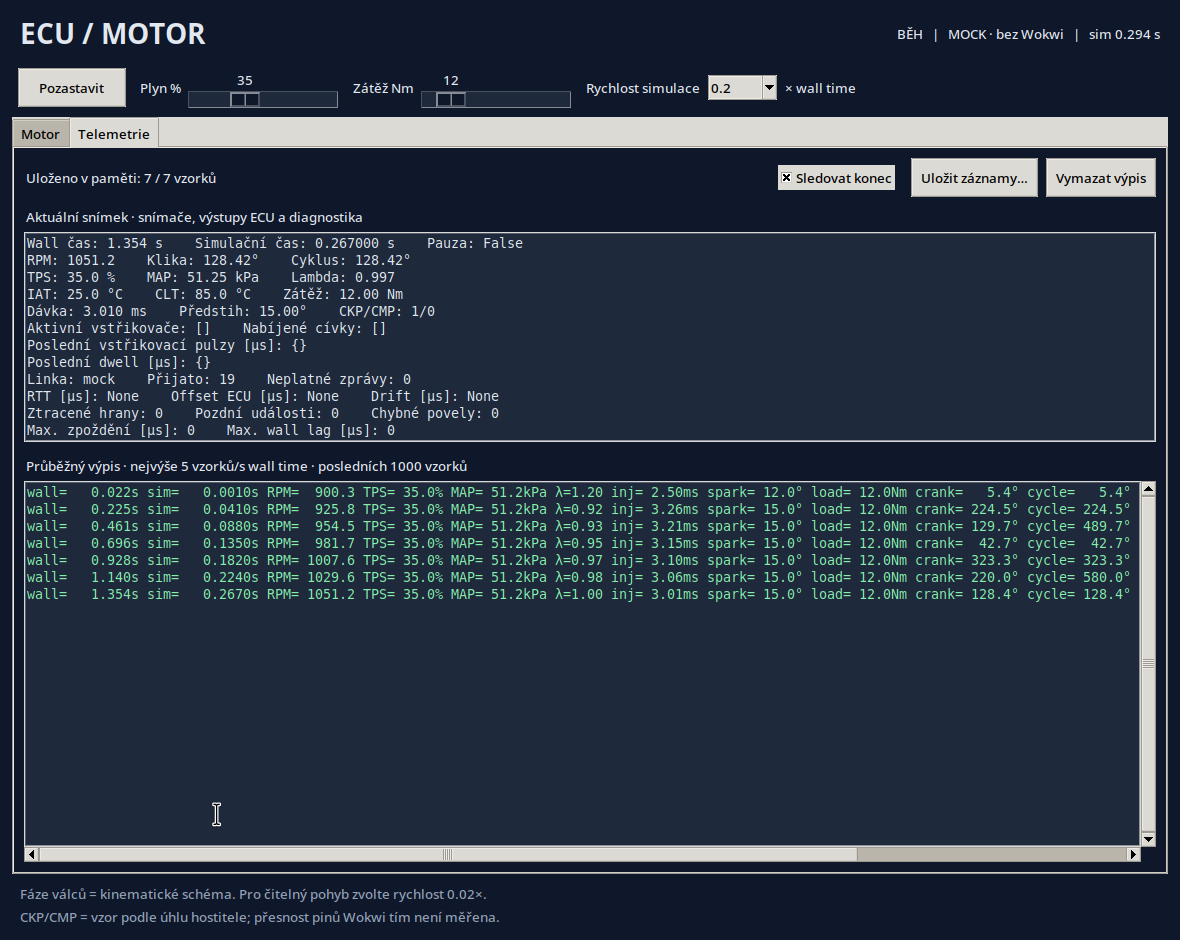 ECU / MOTOR
BĚH | MOCK · bez Wokwi | sim 0.294 s
Pozastavit Plyn % 35 Zátěž Nm 12 Rychlost simulace 0.2 × wall time
Motor Telemetrie
Uloženo v paměti: 7 / 7 vzorků Sledovat konec Uložit záznamy... Vymazat výpis
Aktuální snímek · snímače, výstupy ECU a diagnostika
Wall čas: 1.354 s Simulační čas: 0.267000 s Pauza: False
RPM: 1051.2 Klika: 128.42° Cyklus: 128.42°
TPS: 35.0 % MAP: 51.25 kPa Lambda: 0.997
IAT: 25.0 °C CLT: 85.0 °C Zátěž: 12.00 Nm
Dávka: 3.010 ms Předstih: 15.00° CKP/CMP: 1/0
Aktivní vstřikovače: [] Nabíjené cívky: []
Poslední vstřikovací pulzy [µs]: {}
Poslední dwell [µs]: {}
Linka: mock Přijato: 19 Neplatné zprávy: 0
RTT [µs]: None Offset ECU [µs]: None Drift [µs]: None
Ztracené hrany: 0 Pozdní události: 0 Chybné povely: 0
Max. zpoždění [µs]: 0 Max. wall lag [µs]: 0
Průběžný výpis · nejvýše 5 vzorků/s wall time · posledních 1000 vzorků
wall= 0.022s sim= 0.0010s RPM= 900.3 TPS= 35.0% MAP= 51.2kPa λ=1.20 inj= 2.50ms spark= 12.0° load= 12.0Nm crank= 5.4° cycle= 5.4°
wall= 0.225s sim= 0.0410s RPM= 925.8 TPS= 35.0% MAP= 51.2kPa λ=0.92 inj= 3.26ms spark= 15.0° load= 12.0Nm crank= 224.5° cycle= 224.5°
wall= 0.461s sim= 0.0880s RPM= 954.5 TPS= 35.0% MAP= 51.2kPa λ=0.93 inj= 3.21ms spark= 15.0° load= 12.0Nm crank= 129.7° cycle= 489.7°
wall= 0.696s sim= 0.1350s RPM= 981.7 TPS= 35.0% MAP= 51.2kPa λ=0.95 inj= 3.15ms spark= 15.0° load= 12.0Nm crank= 42.7° cycle= 42.7°
wall= 0.928s sim= 0.1820s RPM= 1007.6 TPS= 35.0% MAP= 51.2kPa λ=0.97 inj= 3.10ms spark= 15.0° load= 12.0Nm crank= 323.3° cycle= 323.3°
wall= 1.140s sim= 0.2240s RPM= 1029.6 TPS= 35.0% MAP= 51.2kPa λ=0.98 inj= 3.06ms spark= 15.0° load= 12.0Nm crank= 220.0° cycle= 580.0°
wall= 1.354s sim= 0.2670s RPM= 1051.2 TPS= 35.0% MAP= 51.2kPa λ=1.00 inj= 3.01ms spark= 15.0° load= 12.0Nm crank= 128.4° cycle= 128.4°
Fáze válců = kinematické schéma. Pro čitelný pohyb zvolte rychlost 0.02×.
CKP/CMP = vzor podle úhlu hostitele; přesnost pinů Wokwi tím není měřena.